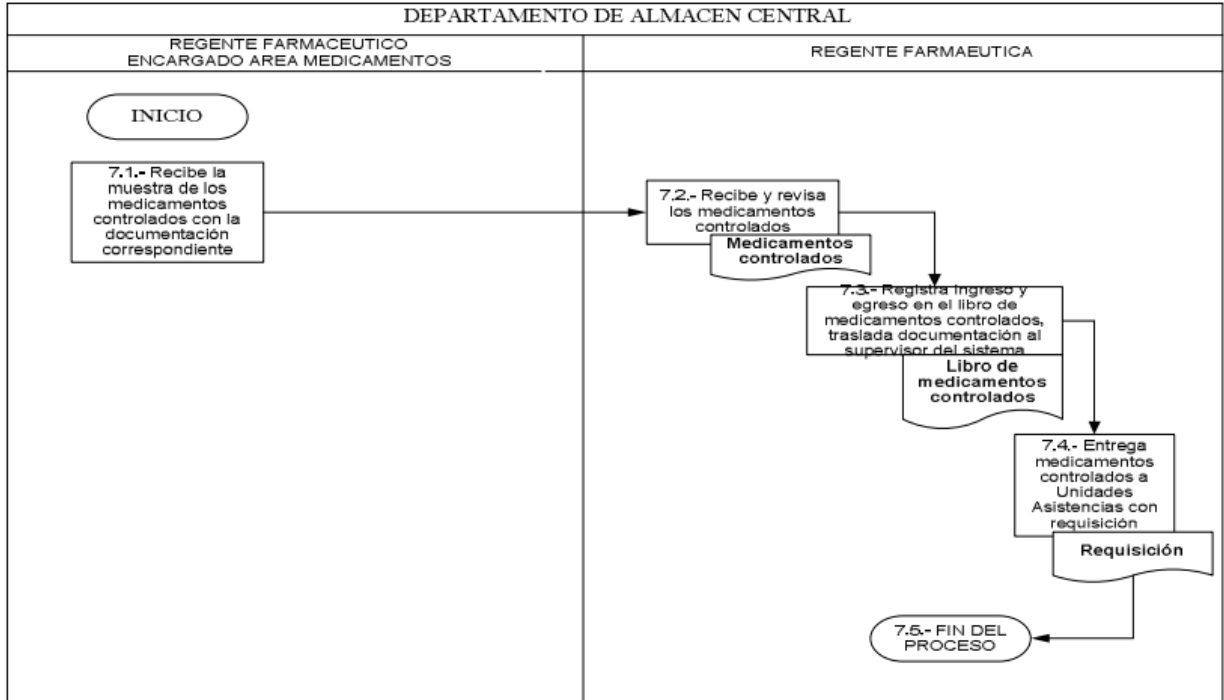 DEPARTAMENTO DE ALMACEN CENTRAL
REGENTE FARMACEUTICO
ENCARGADO AREA MEDICAMENTOS
REGENTE FARMAEUTICA
INICIO
7.1.- Recibe la
muestra de los
medicamentos
controlados con la
documentación
correspondiente
7.2.- Recibe y revisa
los medicamentos
controlados
Medicamentos
controlados
7.3.- Registra ingreso y
egreso en el libro de
medicamentos controlados,
traslada documentación al
supervisor del sistema
Libro de
medicamentos
controlados
7.4.- Entrega
medicamentos
controlados a
Unidades
Asistencias con
requisición
Requisición
7.5.- FIN DEL
PROCESO